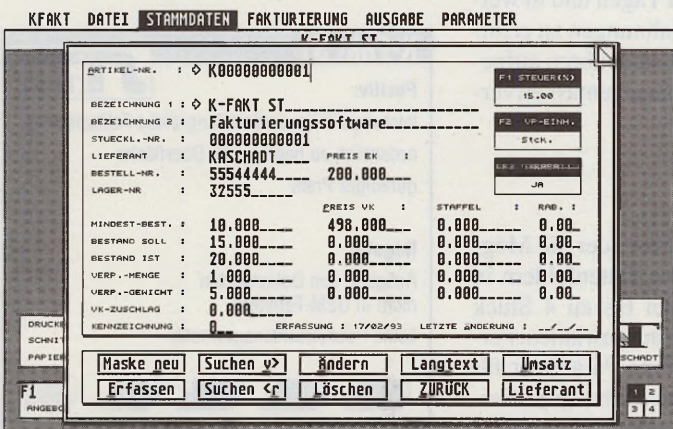 KFAKT DATEI STAMMDATEN FAKTURIERUNG AUSGABE PARAMETER
K-FAKT ST
ARTIKEL-NR. : K00000000001
F1 STEUER(%)
15.00
BEZEICHNUNG 1 : K-FAKT ST
F2 VP-EINH.
BEZEICHNUNG 2 : Fakturierungssoftware
Stck.
STUECK-NR. : 000000000001
LIEFERANT : KASCHADT PREIS EK :
BESTELL-NR. : 55544444 200.000
JA
LAGER-NR : 32555
PREIS VK : STAFFEL : RAB. :
MINDEST-BEST. : 10.000 498.000 0.000 0.00
BESTAND SOLL : 15.000 0.000 0.000 0.00
BESTAND IST : 20.000 0.000 0.000 0.00
VERP.-MENGE : 1.000 0.000 0.000 0.00
VERP.-GEWICHT : 5.000 0.000 0.000 0.00
VK-ZUSCHLAG : 0.000
KENNZEICHNUNG : 0 ERFASSUNG : 17/02/93 LETZTE ÄNDERUNG : __/__/__
DRUCKE
SCHNIT
PAPIER
SCHADT
Maske neu Suchen v> Ändern Langtext Umsatz
Erfassen Suchen <r Löschen ZURÜCK Lieferant
F1
ANGEBO
1 2
3 4